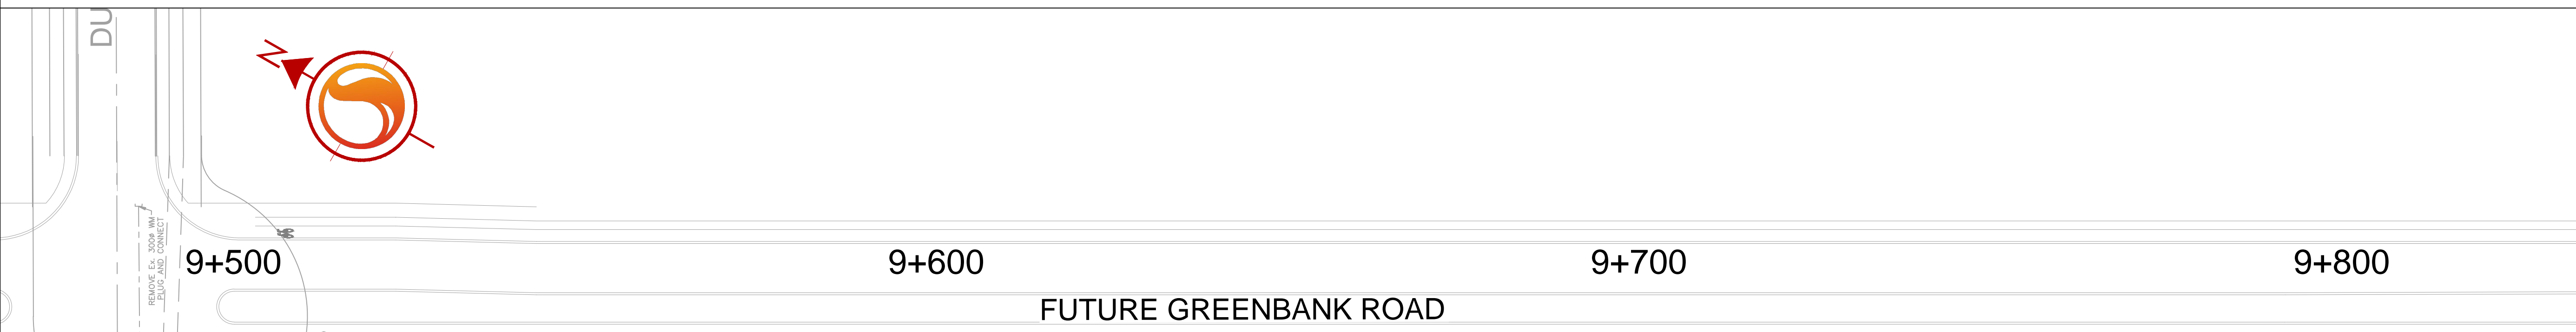 DU
N
REMOVE Ex. 300ø WM
PLUG AND CONNECT
9+500
9+600
9+700
9+800
FUTURE GREENBANK ROAD